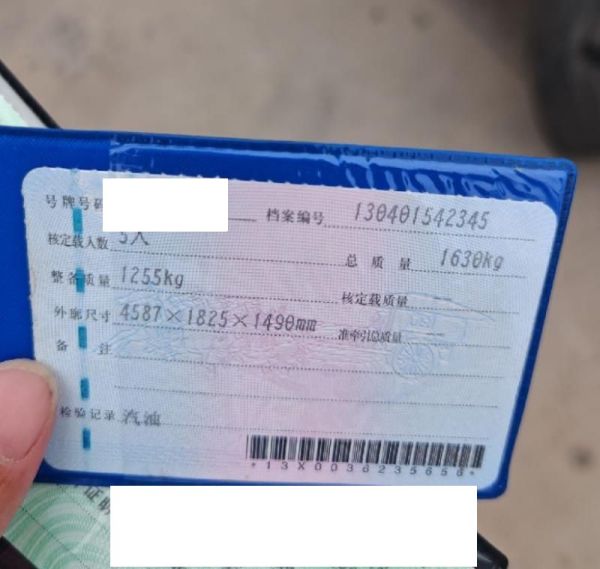 号牌号码 档案编号 130401542345
核定载人数 5人 总质量 1630kg
整备质量 1255kg 核定载质量 --
外廓尺寸 4587×1825×1490mm 准牵引总质量 --
备注
检验记录 汽油
*13X0036235658*
证明